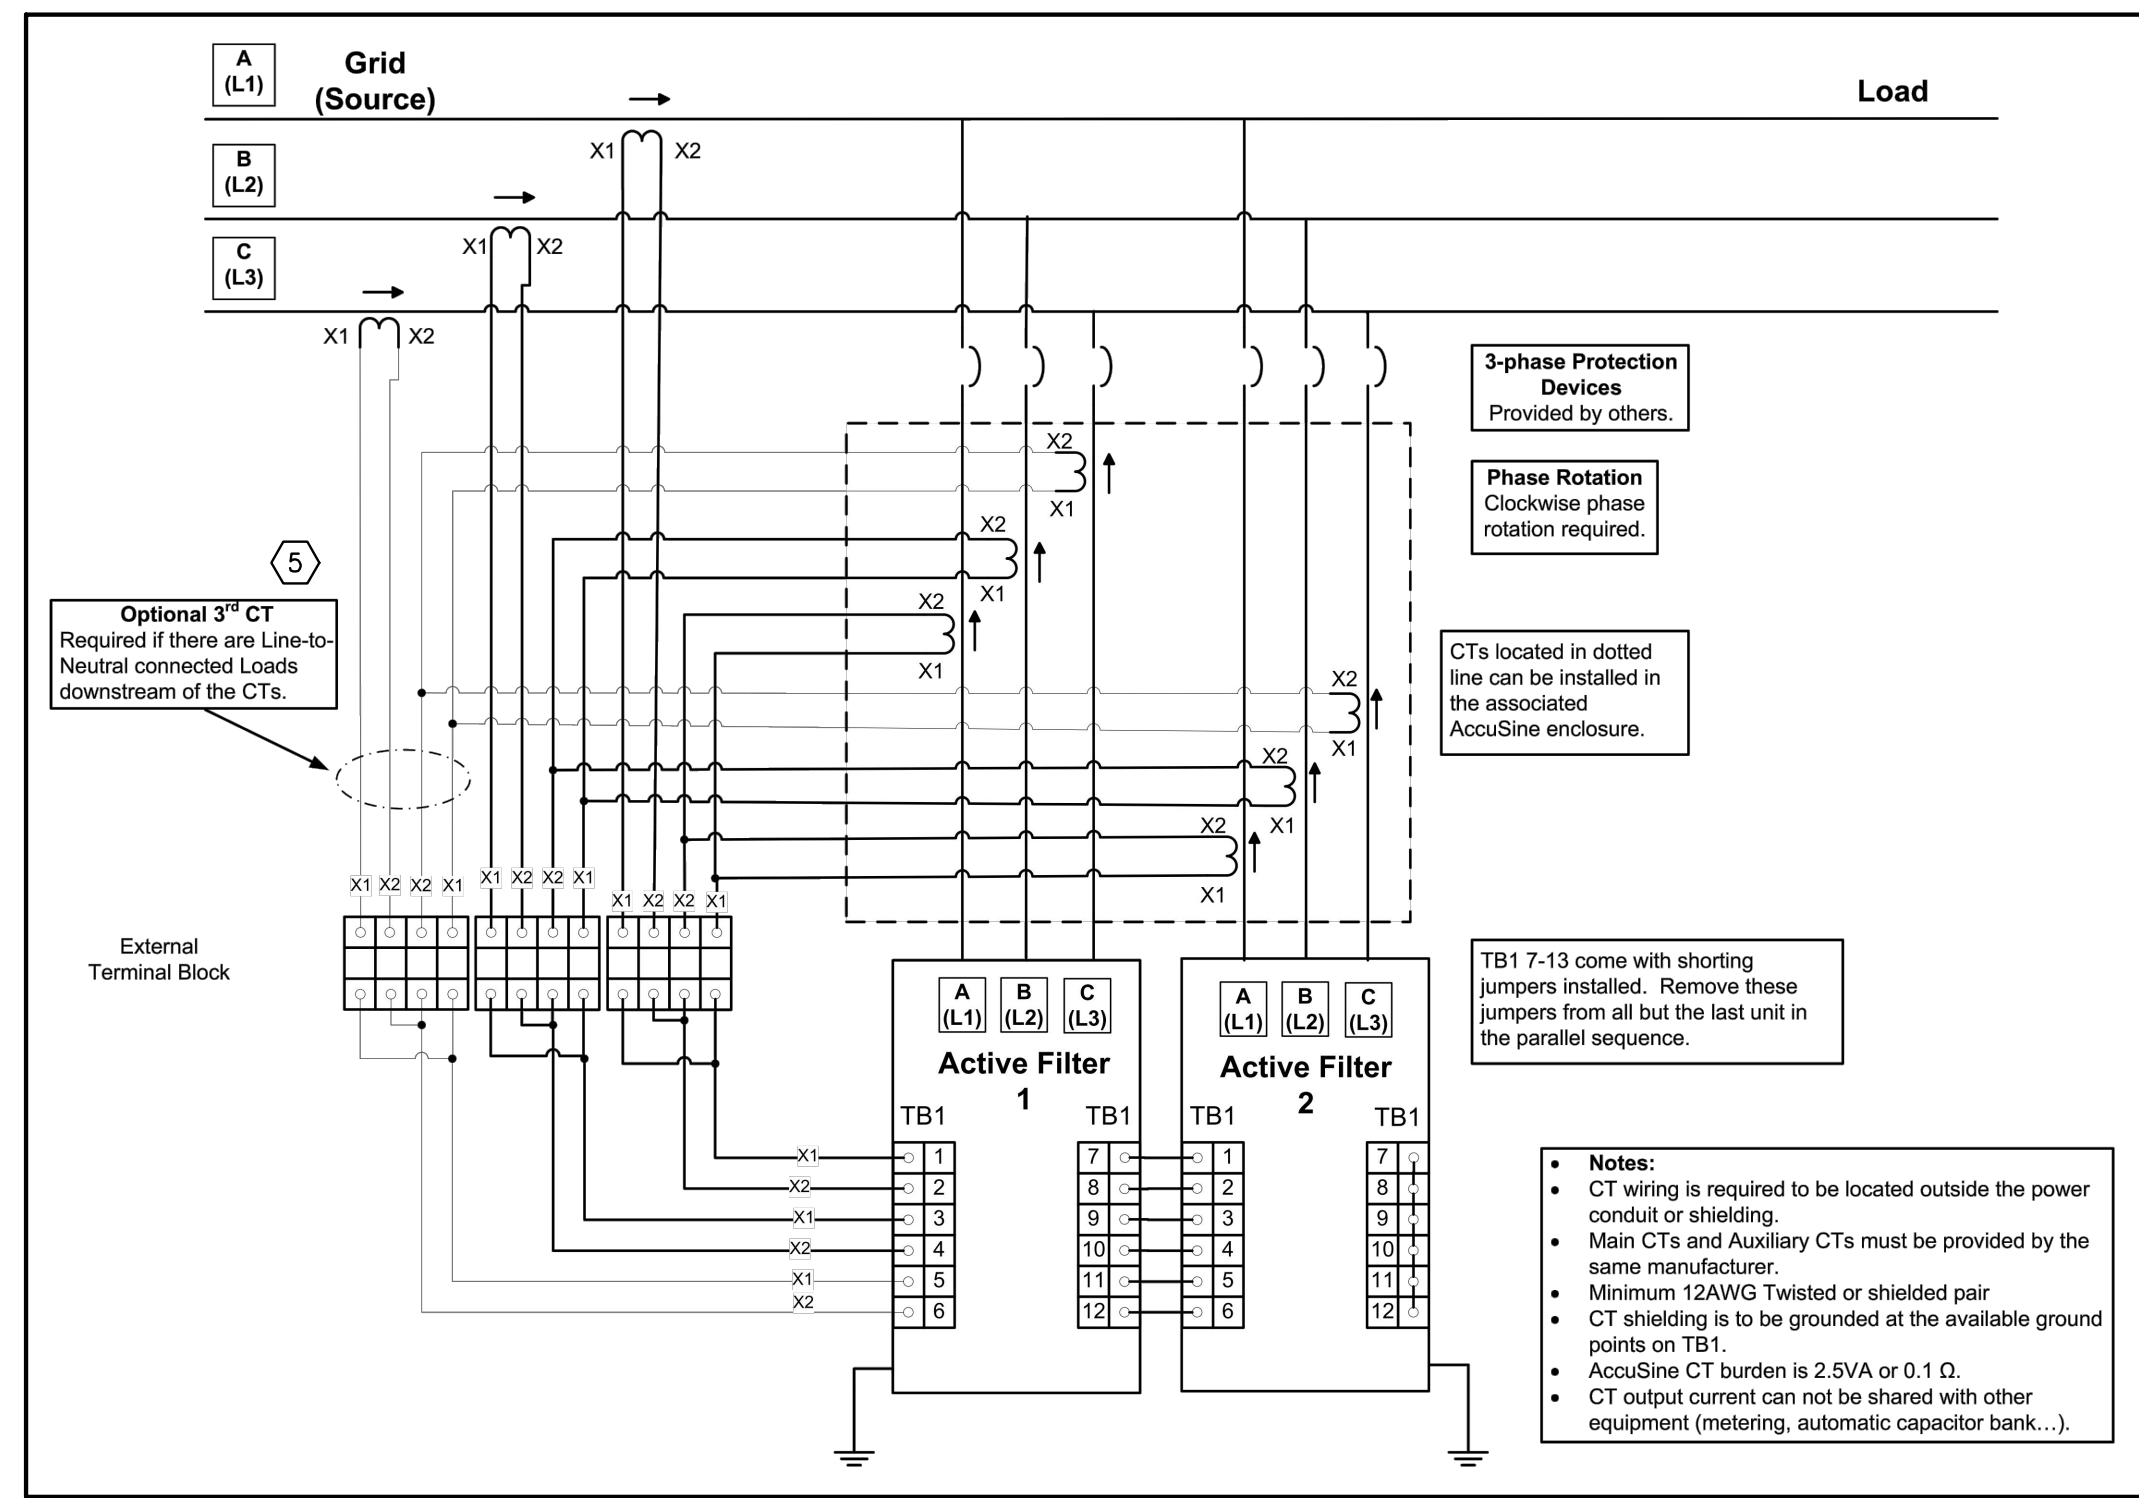 A
(L1)
Grid
(Source)
Load
X1
X2
B
(L2)
X1
X2
C
(L3)
X1
X2
3-phase Protection
Devices
Provided by others.
Phase Rotation
Clockwise phase
rotation required.
X2
X1
X2
X1
X2
X1
5
Optional 3rd CT
Required if there are Line-to-
Neutral connected Loads
downstream of the CTs.
CTs located in dotted
line can be installed in
the associated
AccuSine enclosure.
X2
X1
X2
X1
X2
X1
X1 X2 X2 X1
X1 X2 X2 X1
X1 X2 X2 X1
External
Terminal Block
TB1 7-13 come with shorting
jumpers installed. Remove these
jumpers from all but the last unit in
the parallel sequence.
A
(L1)
B
(L2)
C
(L3)
Active Filter
1
TB1
TB1
A
(L1)
B
(L2)
C
(L3)
Active Filter
2
TB1
TB1
X1 1 7 1 7
X2 2 8 2 8
X1 3 9 3 9
X2 4 10 4 10
X1 5 11 5 11
X2 6 12 6 12
• Notes:
• CT wiring is required to be located outside the power
conduit or shielding.
• Main CTs and Auxiliary CTs must be provided by the
same manufacturer.
• Minimum 12AWG Twisted or shielded pair
• CT shielding is to be grounded at the available ground
points on TB1.
• AccuSine CT burden is 2.5VA or 0.1 Ω.
• CT output current can not be shared with other
equipment (metering, automatic capacitor bank…).